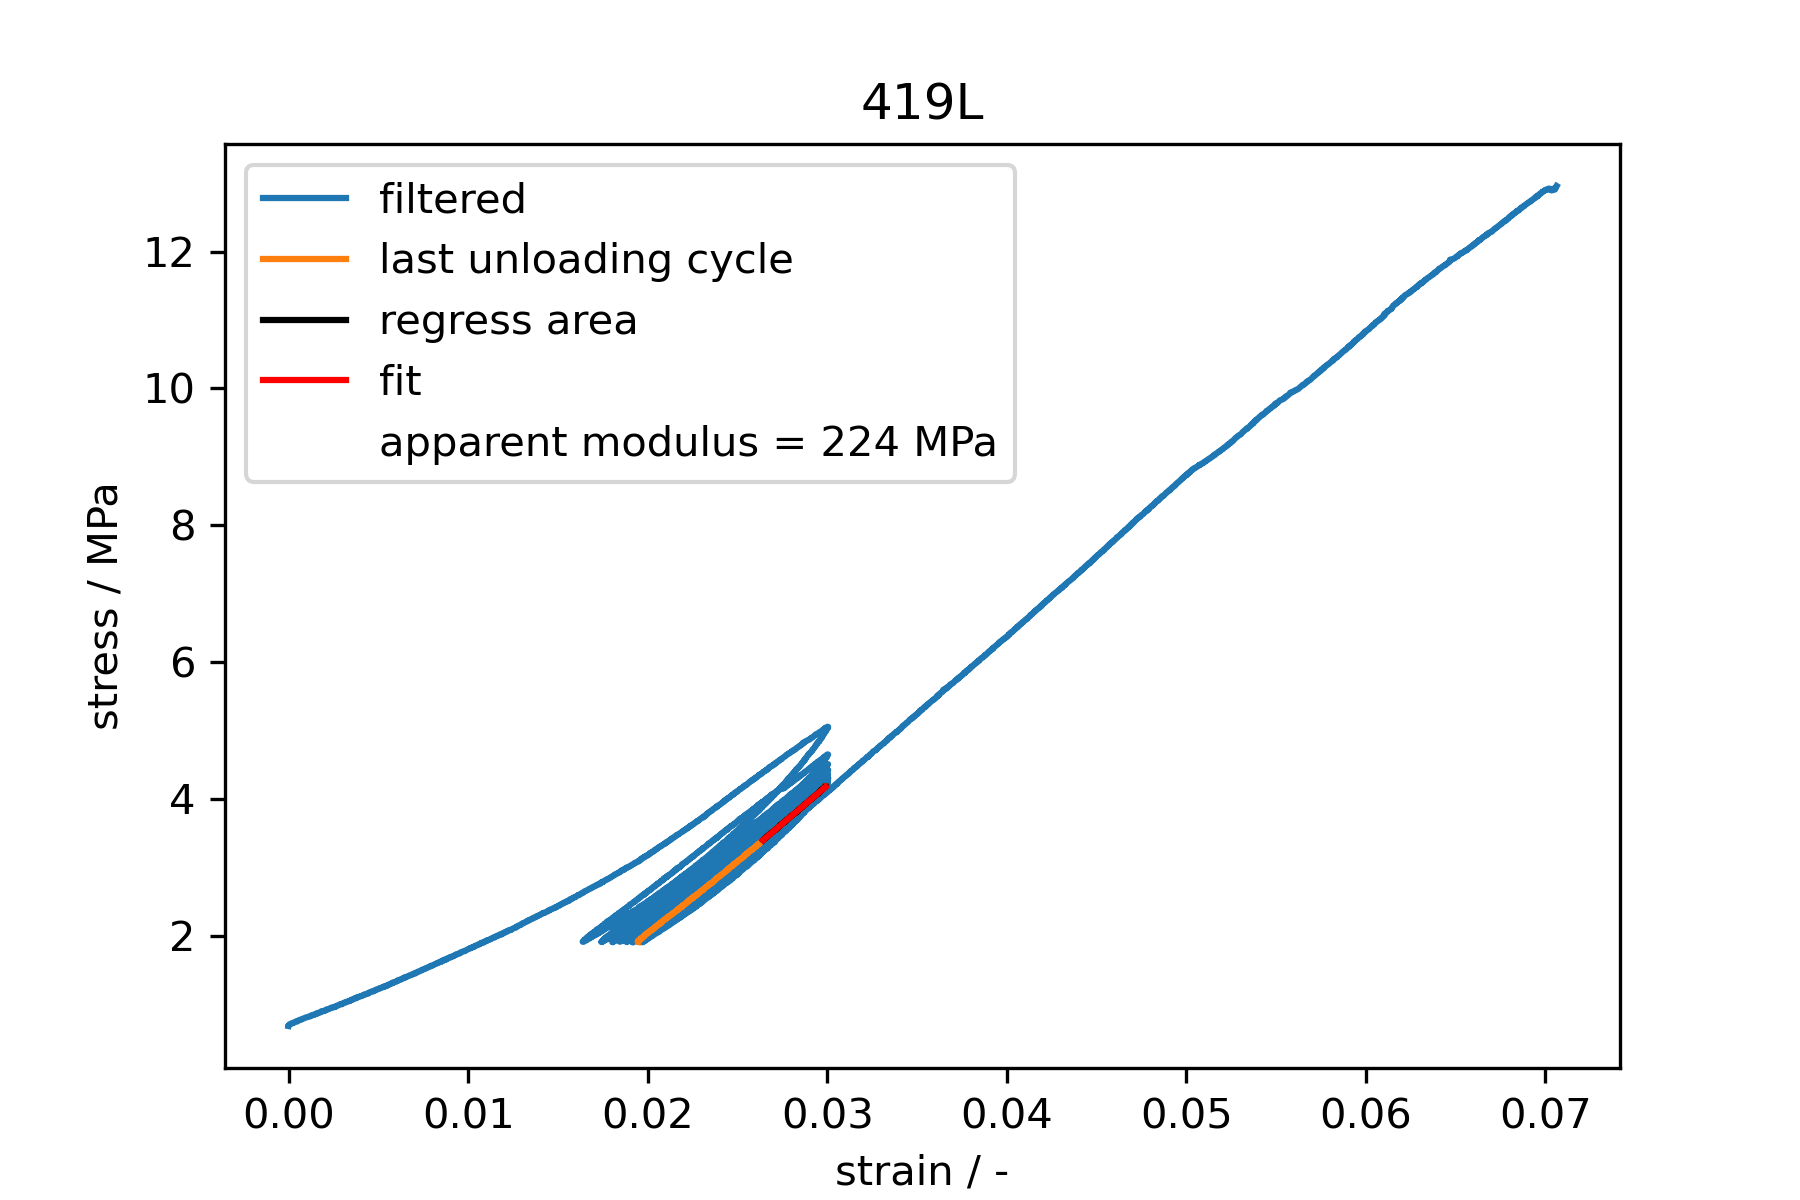 419L
filtered
last unloading cycle
regress area
fit
apparent modulus = 224 MPa
stress / MPa
12
10
8
6
4
2
0.00 0.01 0.02 0.03 0.04 0.05 0.06 0.07
strain / -